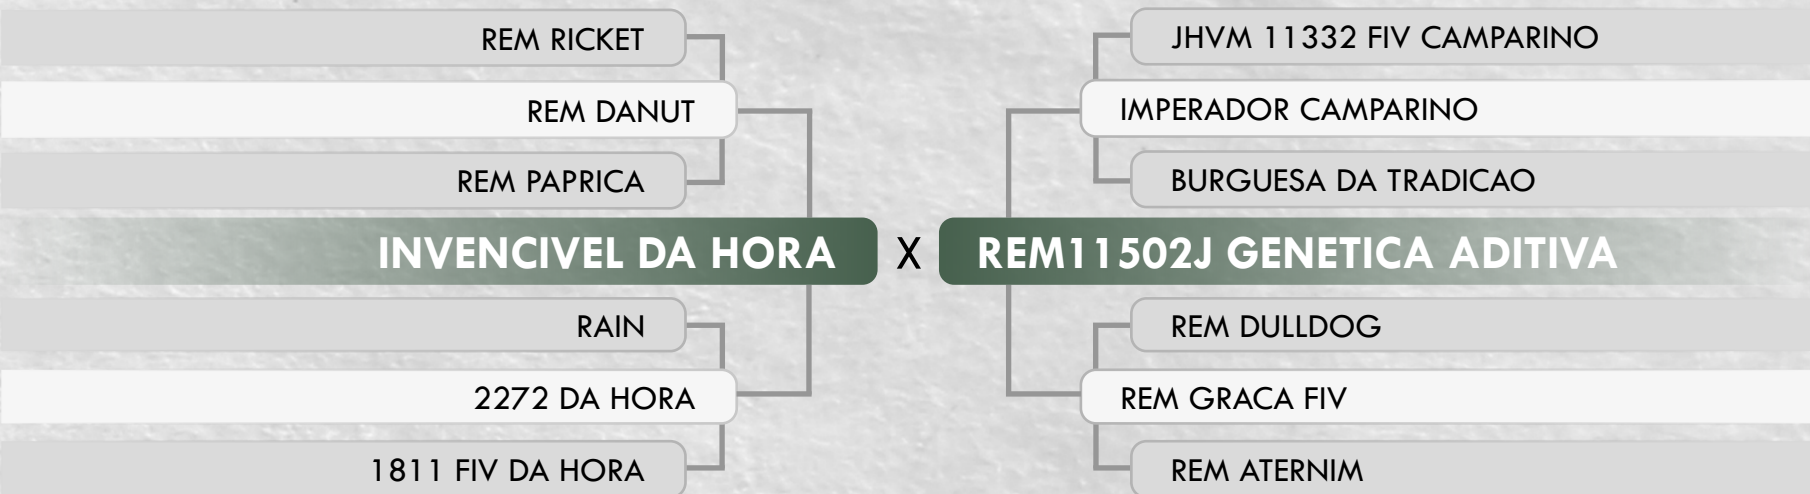 REM RICKET
REM DANUT
REM PAPRICA
INVENCIVEL DA HORA
RAIN
2272 DA HORA
1811 FIV DA HORA
X
JHVM 11332 FIV CAMPARINO
IMPERADOR CAMPARINO
BURGUESA DA TRADICAO
REM11502J GENETICA ADITIVA
REM DULLDOG
REM GRACA FIV
REM ATERNIM